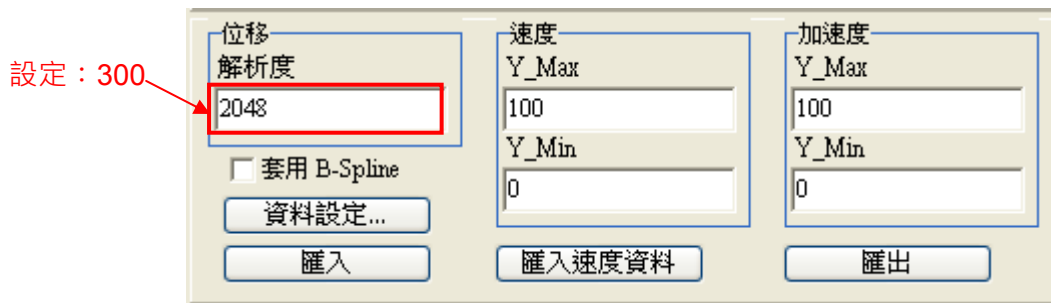 設定：300
位移
解析度
2048
套用 B-Spline
資料設定...
匯入
速度
Y_Max
100
Y_Min
0
匯入速度資料
加速度
Y_Max
100
Y_Min
0
匯出